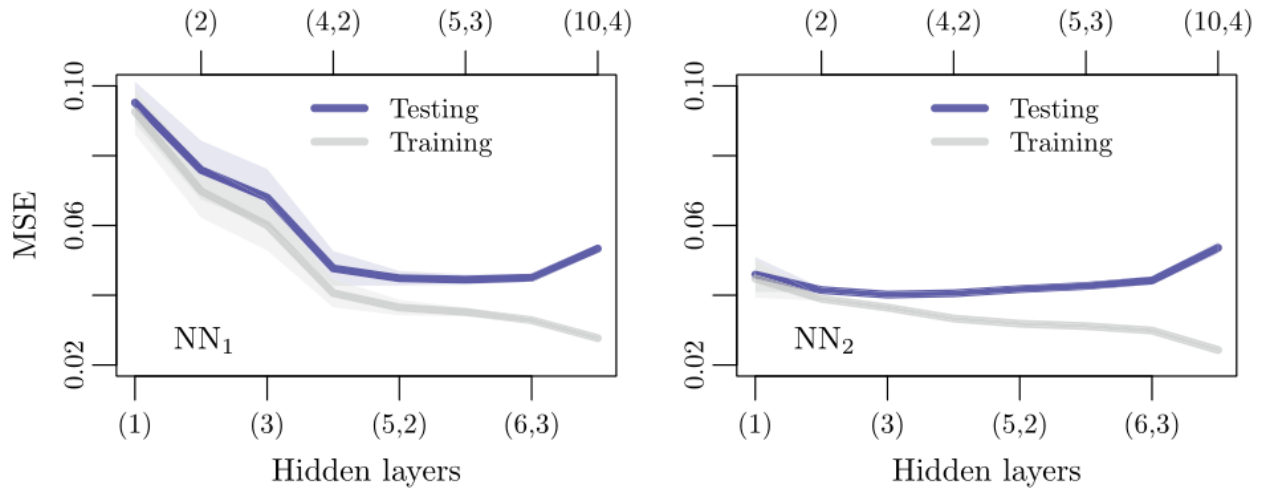 (2) (4,2) (5,3) (10,4)
0.10
Testing
Training
MSE
0.06
NN₁
0.02
(1) (3) (5,2) (6,3)
Hidden layers
(2) (4,2) (5,3) (10,4)
0.10
Testing
Training
0.06
NN₂
0.02
(1) (3) (5,2) (6,3)
Hidden layers